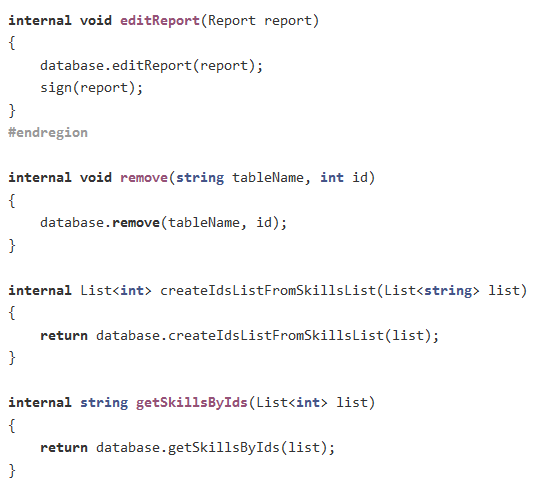 internal void editReport(Report report)
{
    database.editReport(report);
    sign(report);
}
#endregion

internal void remove(string tableName, int id)
{
    database.remove(tableName, id);
}

internal List<int> createIdsListFromSkillsList(List<string> list)
{
    return database.createIdsListFromSkillsList(list);
}

internal string getSkillsByIds(List<int> list)
{
    return database.getSkillsByIds(list);
}